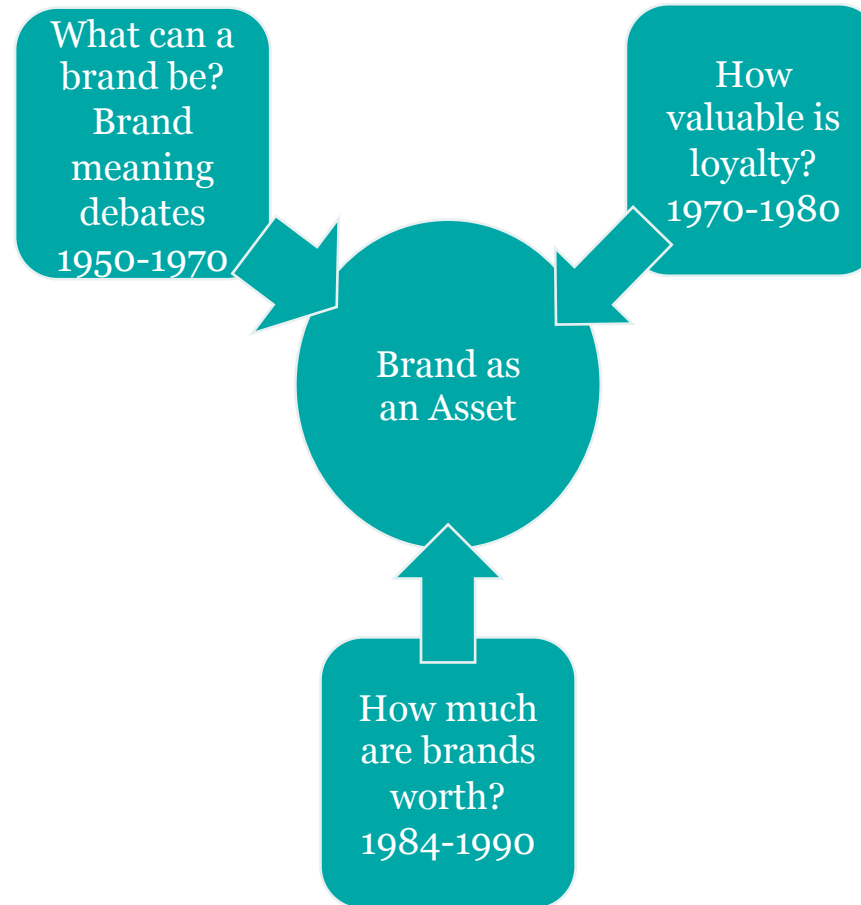 What can a
brand be?
Brand
meaning
debates
1950-1970
How
valuable is
loyalty?
1970-1980
Brand as
an Asset
How much
are brands
worth?
1984-1990